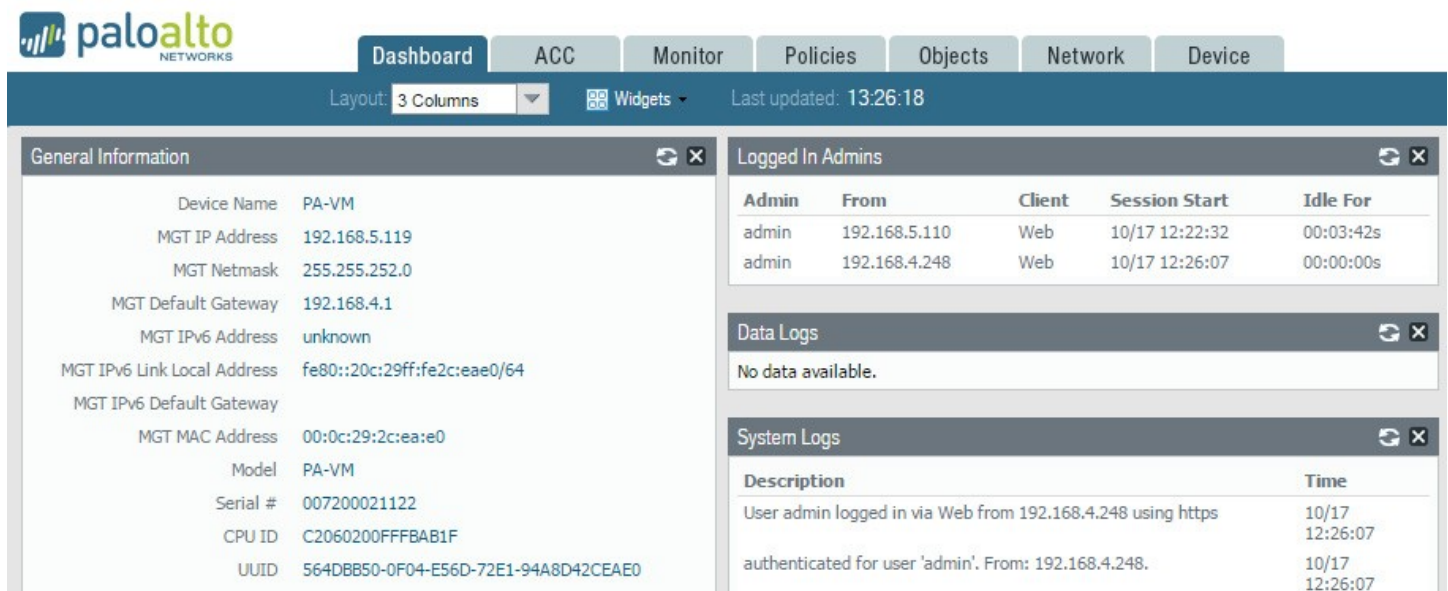 paloalto
NETWORKS
Dashboard ACC Monitor Policies Objects Network Device
Layout: 3 Columns Widgets Last updated: 13:26:18
General Information
Device Name PA-VM
MGT IP Address 192.168.5.119
MGT Netmask 255.255.252.0
MGT Default Gateway 192.168.4.1
MGT IPv6 Address unknown
MGT IPv6 Link Local Address fe80::20c:29ff:fe2c:eae0/64
MGT IPv6 Default Gateway
MGT MAC Address 00:0c:29:2c:ea:e0
Model PA-VM
Serial # 007200021122
CPU ID C2060200FFFBAB1F
UUID 564DBB50-0F04-E56D-72E1-94A8D42CEAE0
Logged In Admins
Admin From Client Session Start Idle For
admin 192.168.5.110 Web 10/17 12:22:32 00:03:42s
admin 192.168.4.248 Web 10/17 12:26:07 00:00:00s
Data Logs
No data available.
System Logs
Description Time
User admin logged in via Web from 192.168.4.248 using https 10/17
12:26:07
authenticated for user 'admin'. From: 192.168.4.248. 10/17
12:26:07